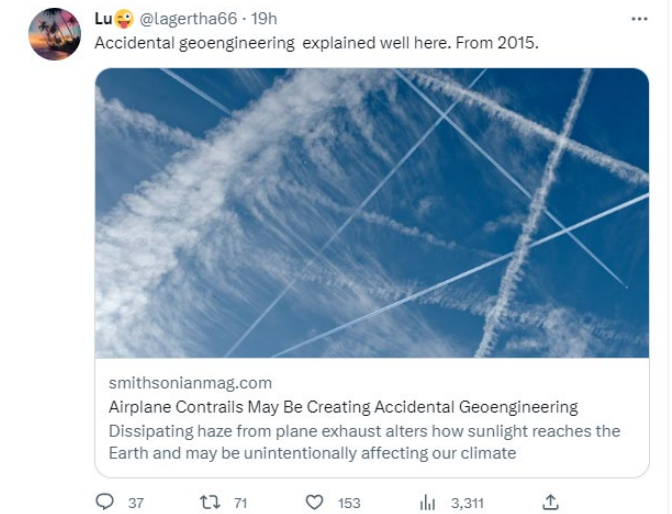 Lu😜 @lagertha66 · 19h
Accidental geoengineering explained well here. From 2015.
smithsonianmag.com
Airplane Contrails May Be Creating Accidental Geoengineering
Dissipating haze from plane exhaust alters how sunlight reaches the
Earth and may be unintentionally affecting our climate
37 71 153 3,311